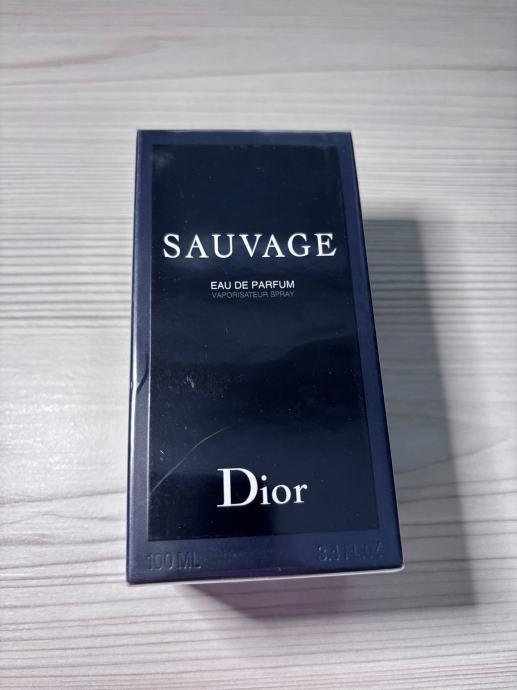 SAUVAGE
EAU DE PARFUM
VAPORISATEUR SPRAY
Dior
100 ML 3.4 FL.OZ